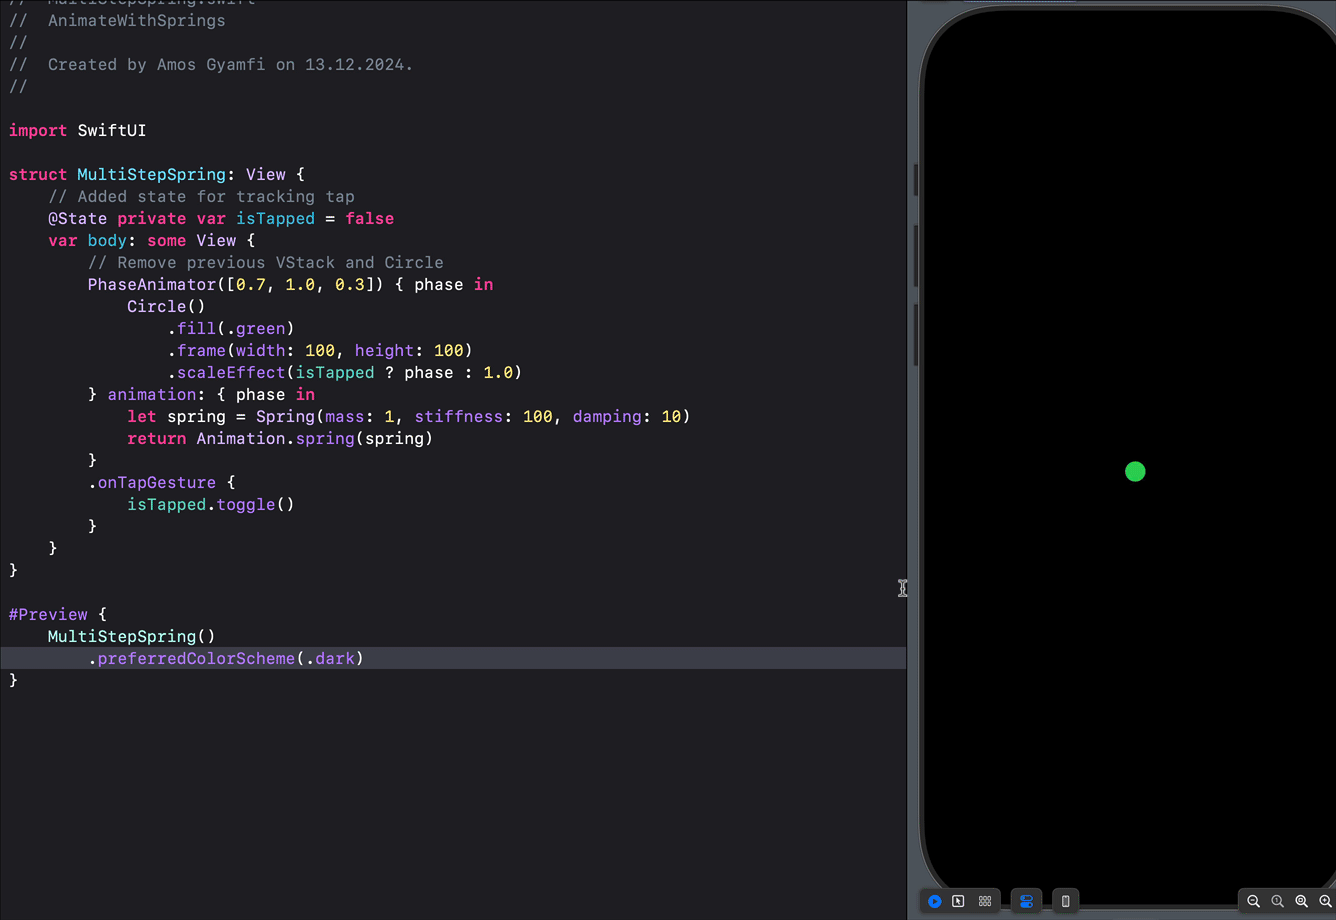 //  MultiStepSpring.swift
//  AnimateWithSprings
//
//  Created by Amos Gyamfi on 13.12.2024.
//
import SwiftUI
struct MultiStepSpring: View {
    // Added state for tracking tap
    @State private var isTapped = false
    var body: some View {
        // Remove previous VStack and Circle
        PhaseAnimator([0.7, 1.0, 0.3]) { phase in
            Circle()
                .fill(.green)
                .frame(width: 100, height: 100)
                .scaleEffect(isTapped ? phase : 1.0)
        } animation: { phase in
            let spring = Spring(mass: 1, stiffness: 100, damping: 10)
            return Animation.spring(spring)
        }
        .onTapGesture {
            isTapped.toggle()
        }
    }
}
#Preview {
    MultiStepSpring()
        .preferredColorScheme(.dark)
}